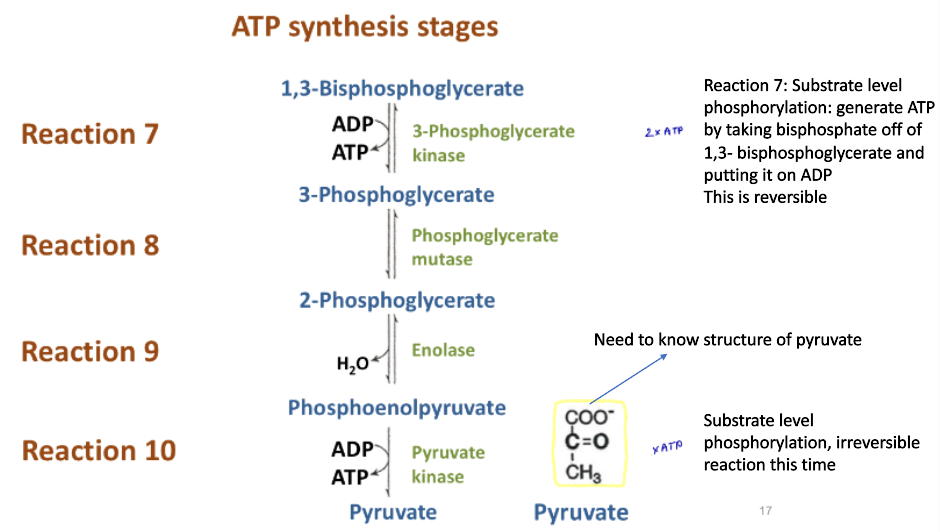 ATP synthesis stages
1,3-Bisphosphoglycerate
Reaction 7
ADP
ATP
3-Phosphoglycerate
kinase
2xATP
Reaction 7: Substrate level
phosphorylation: generate ATP
by taking bisphosphate off of
1,3- bisphosphoglycerate and
putting it on ADP
This is reversible
3-Phosphoglycerate
Reaction 8
Phosphoglycerate
mutase
2-Phosphoglycerate
Reaction 9
H₂O
Enolase
Need to know structure of pyruvate
Phosphoenolpyruvate
Reaction 10
ADP
ATP
Pyruvate
kinase
COO⁻
C=O
CH₃
xATP
Substrate level
phosphorylation, irreversible
reaction this time
Pyruvate
Pyruvate
17